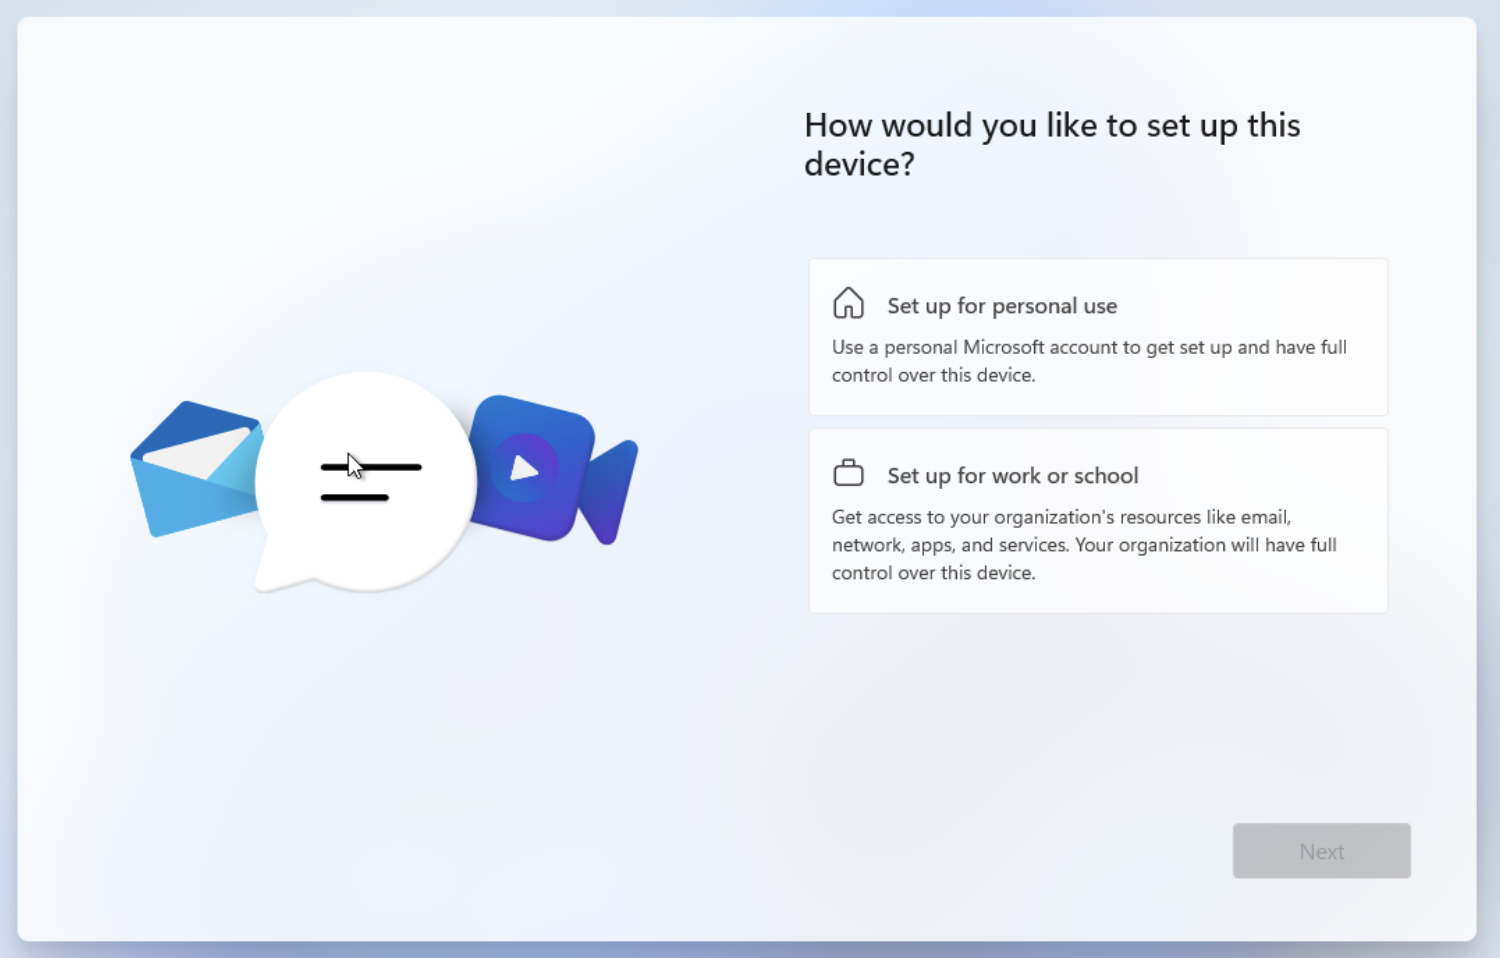 How would you like to set up this
device?
Set up for personal use
Use a personal Microsoft account to get set up and have full
control over this device.
Set up for work or school
Get access to your organization's resources like email,
network, apps, and services. Your organization will have full
control over this device.
Next